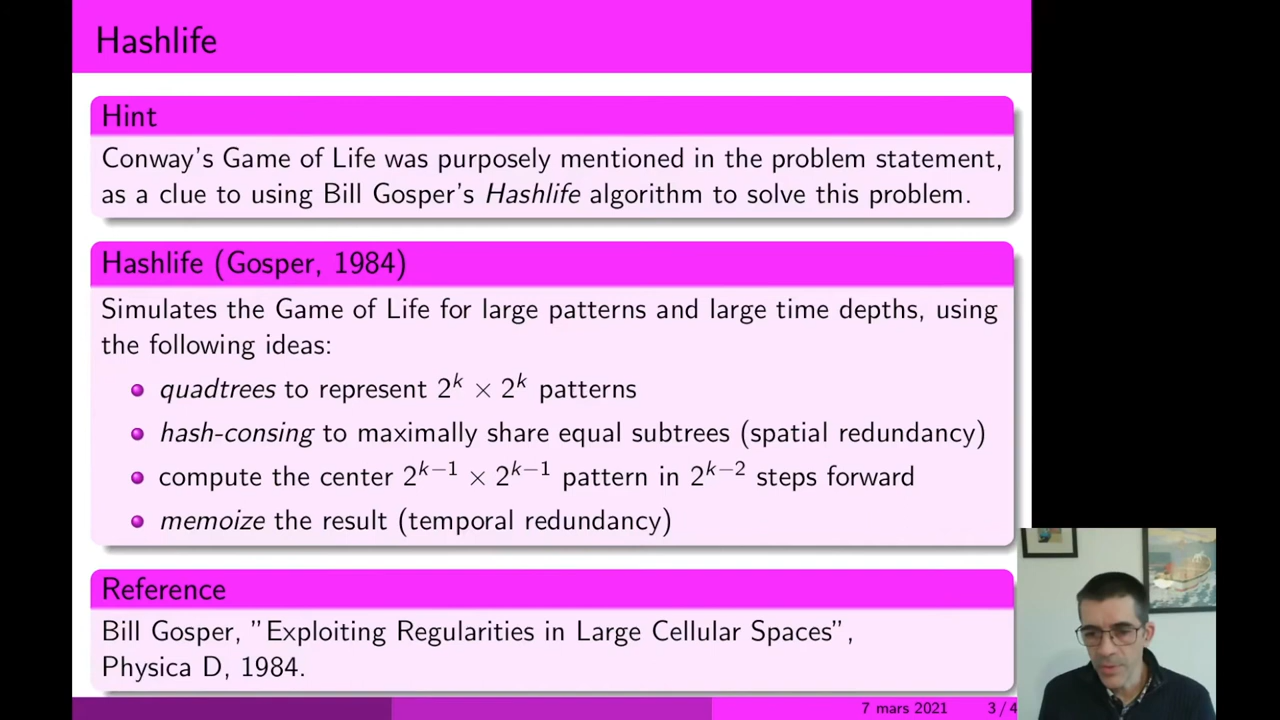 Hashlife
Hint
Conway's Game of Life was purposely mentioned in the problem statement,
as a clue to using Bill Gosper's Hashlife algorithm to solve this problem.
Hashlife (Gosper, 1984)
Simulates the Game of Life for large patterns and large time depths, using
the following ideas:
quadtrees to represent 2^k × 2^k patterns
hash-consing to maximally share equal subtrees (spatial redundancy)
compute the center 2^{k−1} × 2^{k−1} pattern in 2^{k−2} steps forward
memoize the result (temporal redundancy)
Reference
Bill Gosper, "Exploiting Regularities in Large Cellular Spaces",
Physica D, 1984.
7 mars 2021 3 / 4